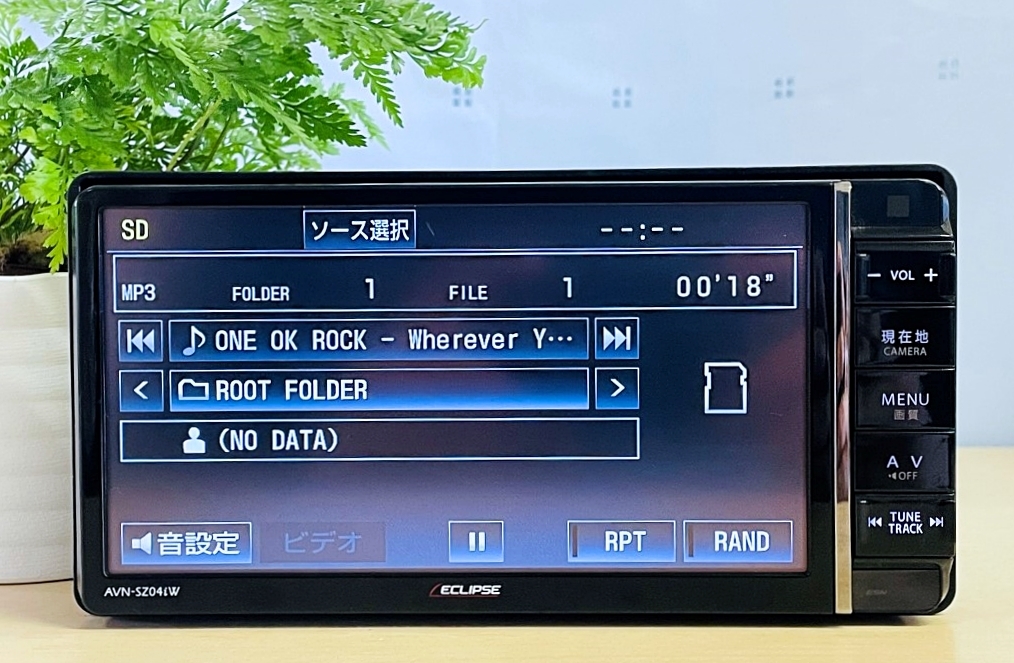 SD
ソース選択
--:--
MP3 FOLDER 1 FILE 1 00'18"
ONE OK ROCK - Wherever Y…
ROOT FOLDER
(NO DATA)
音設定 ビデオ RPT RAND
AVN-SZ04iW
ECLIPSE
− VOL +
現在地
CAMERA
MENU
画質
A V
OFF
TUNE
TRACK